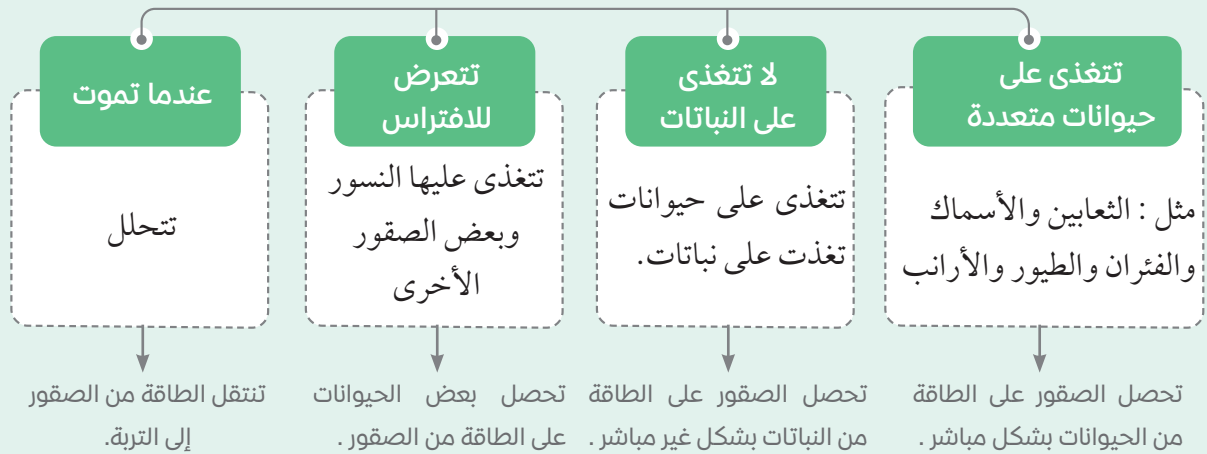 تتغذى على
حيوانات متعددة
مثل : الثعابين والأسماك
والفئران والطيور والأرانب
تحصل الصقور على الطاقة
من الحيوانات بشكل مباشر .
لا تتغذى
على النباتات
تتغذى على حيوانات
تغذت على نباتات.
تحصل الصقور على الطاقة
من النباتات بشكل غير مباشر .
تتعرض
للافتراس
تتغذى عليها النسور
وبعض الصقور
الأخرى
تحصل بعض الحيوانات
على الطاقة من الصقور .
عندما تموت
تتحلل
تنتقل الطاقة من الصقور
إلى التربة.